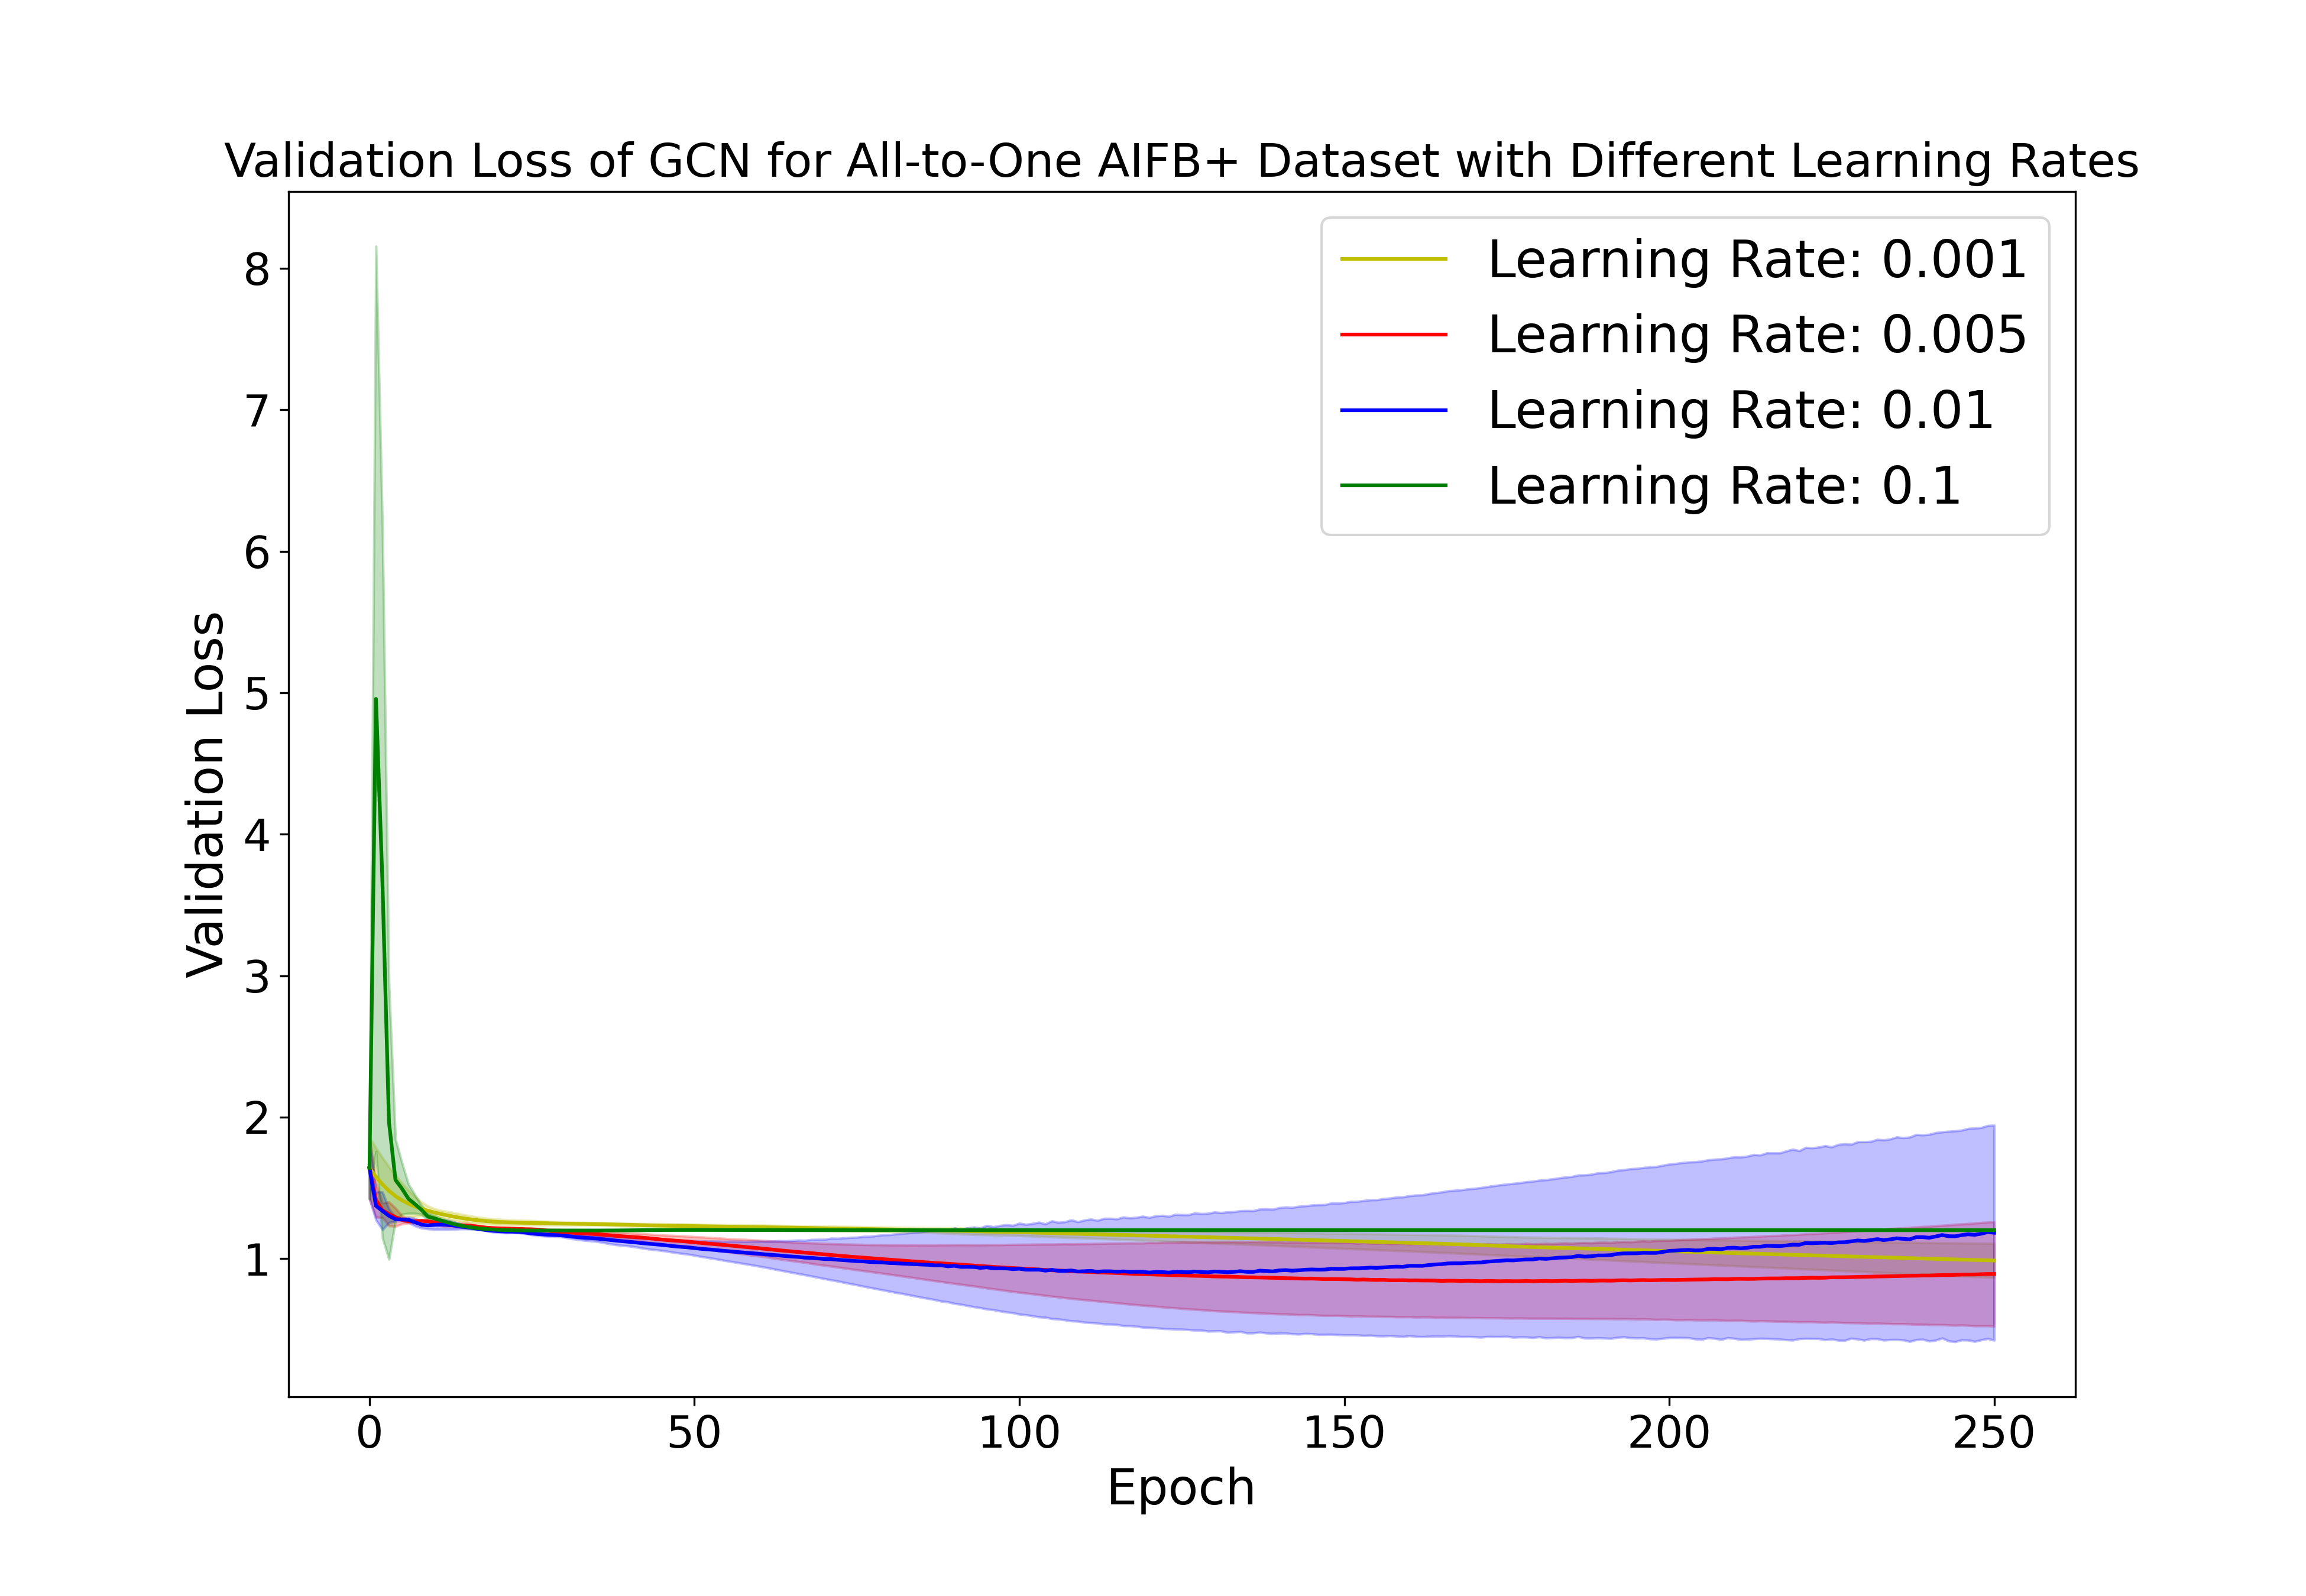 Validation Loss of GCN for All-to-One AIFB+ Dataset with Different Learning Rates
Learning Rate: 0.001
Learning Rate: 0.005
Learning Rate: 0.01
Learning Rate: 0.1
Validation Loss
8
7
6
5
4
3
2
1
0 50 100 150 200 250
Epoch